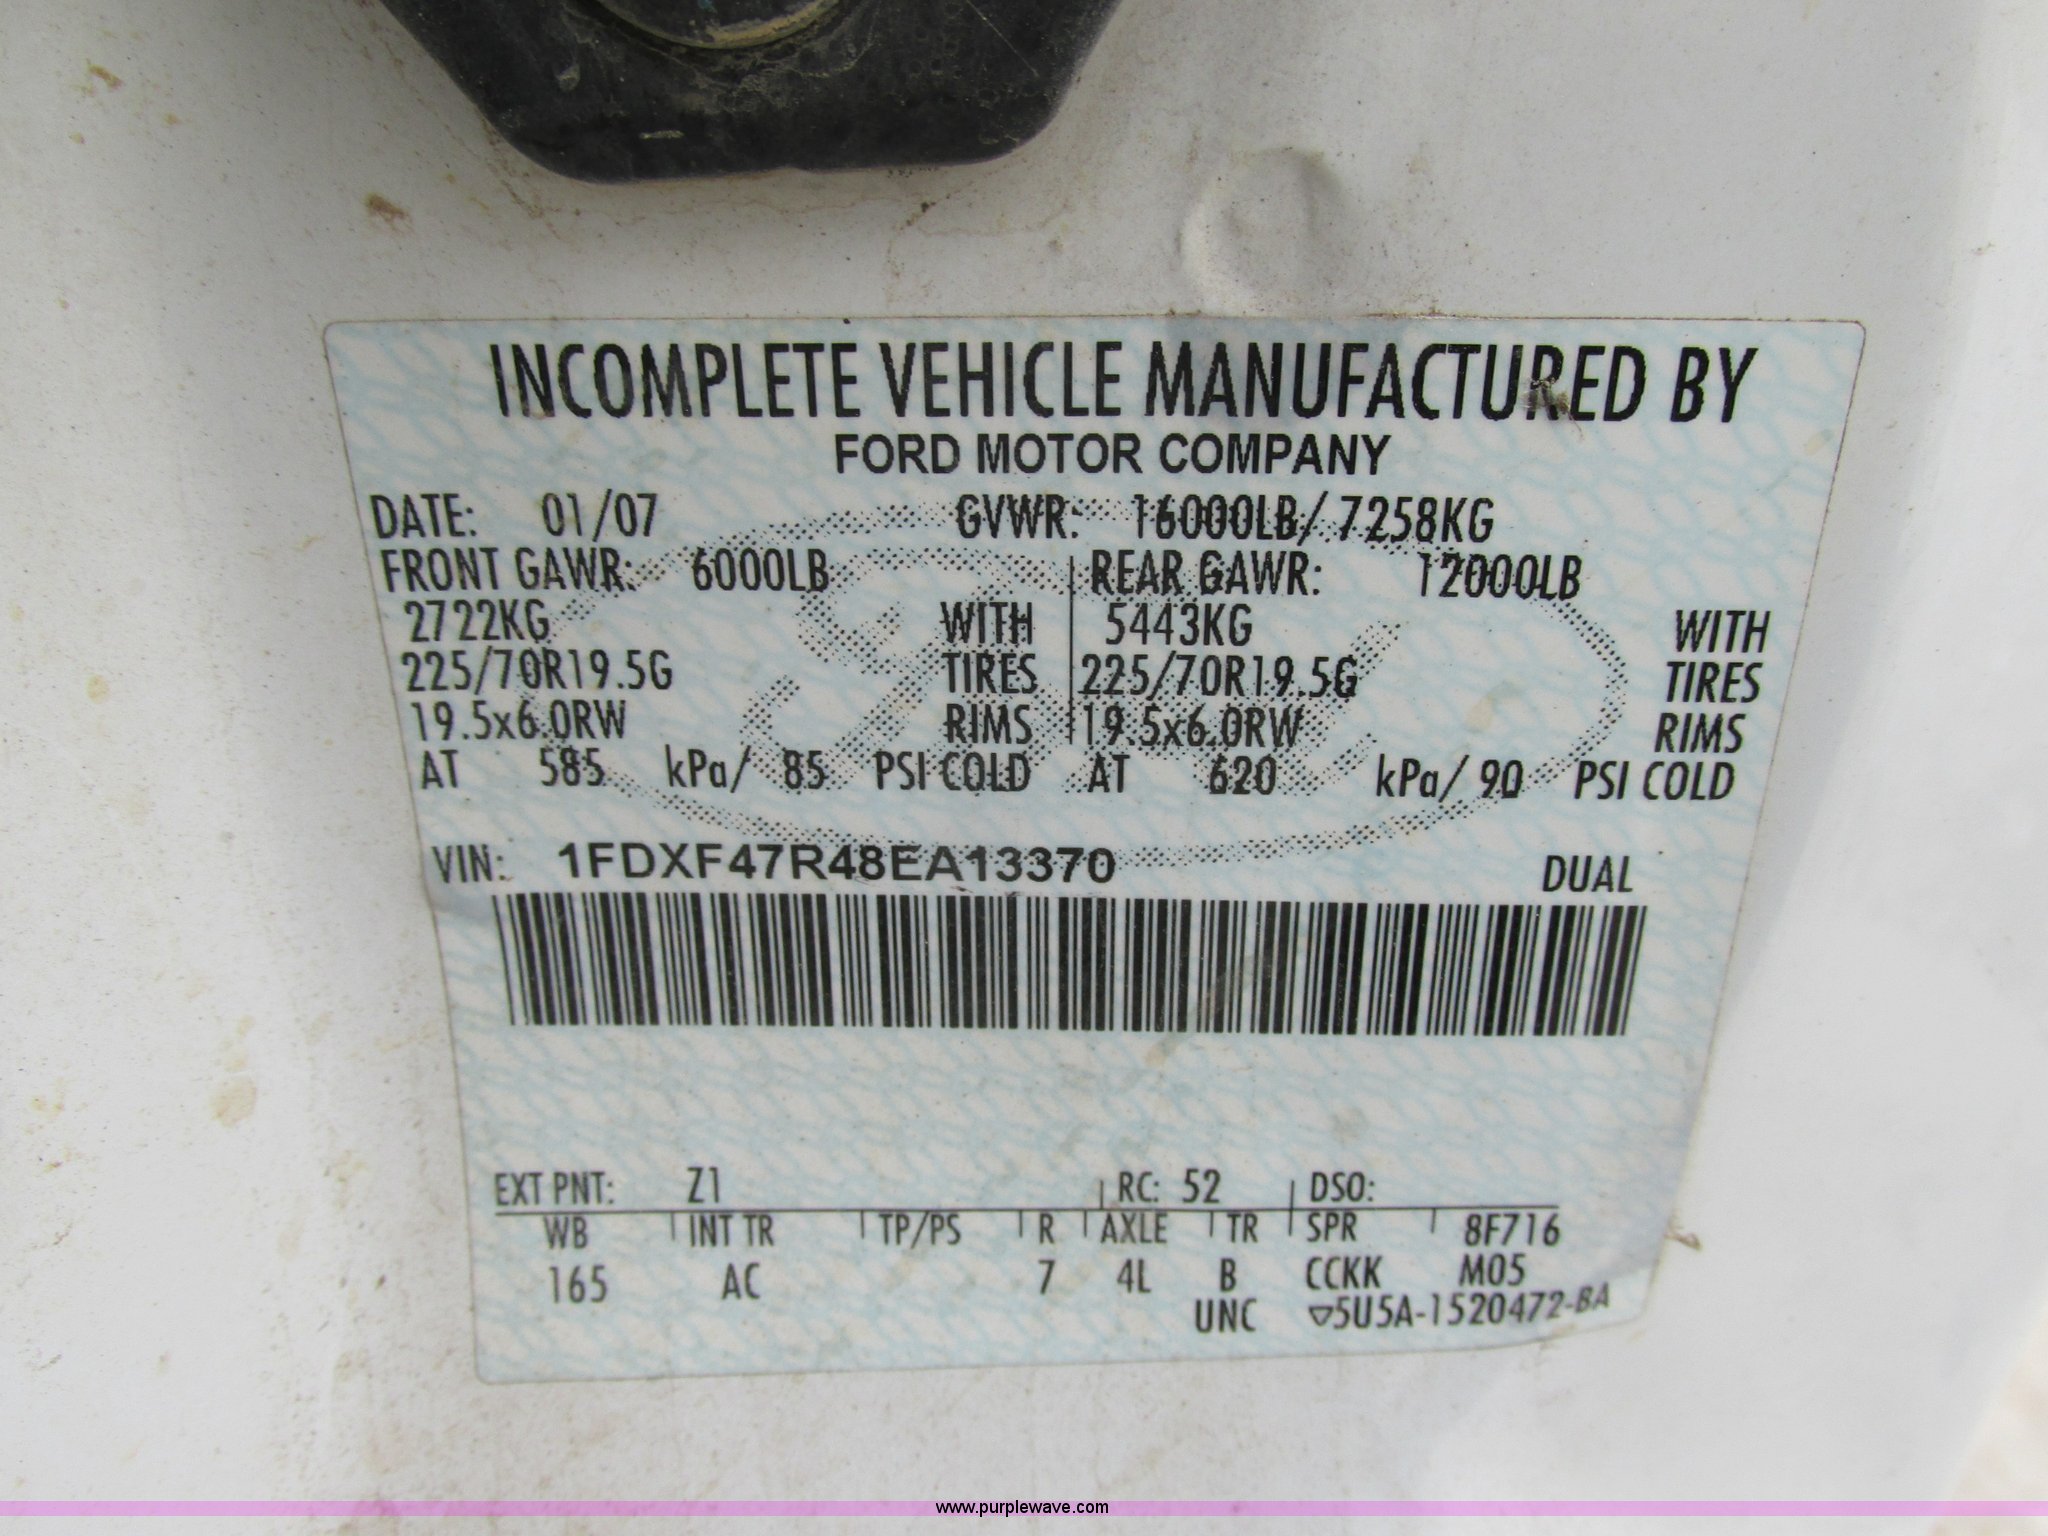 INCOMPLETE VEHICLE MANUFACTURED BY
FORD MOTOR COMPANY
DATE: 01/07 GVWR: 16000LB/ 7258KG
FRONT GAWR: 6000LB REAR GAWR: 12000LB
2722KG WITH 5443KG WITH
225/70R19.5G TIRES 225/70R19.5G TIRES
19.5x6.0RW RIMS 19.5x6.0RW RIMS
AT 585 kPa/ 85 PSI COLD AT 620 kPa/ 90 PSI COLD
VIN: 1FDXF47R48EA13370 DUAL
EXT PNT: Z1 RC: 52 DSO:
WB INT TR TP/PS R AXLE TR SPR 8F716
165 AC 7 4L B CCKK M05
UNC ▽5U5A-1520472-BA
www.purplewave.com